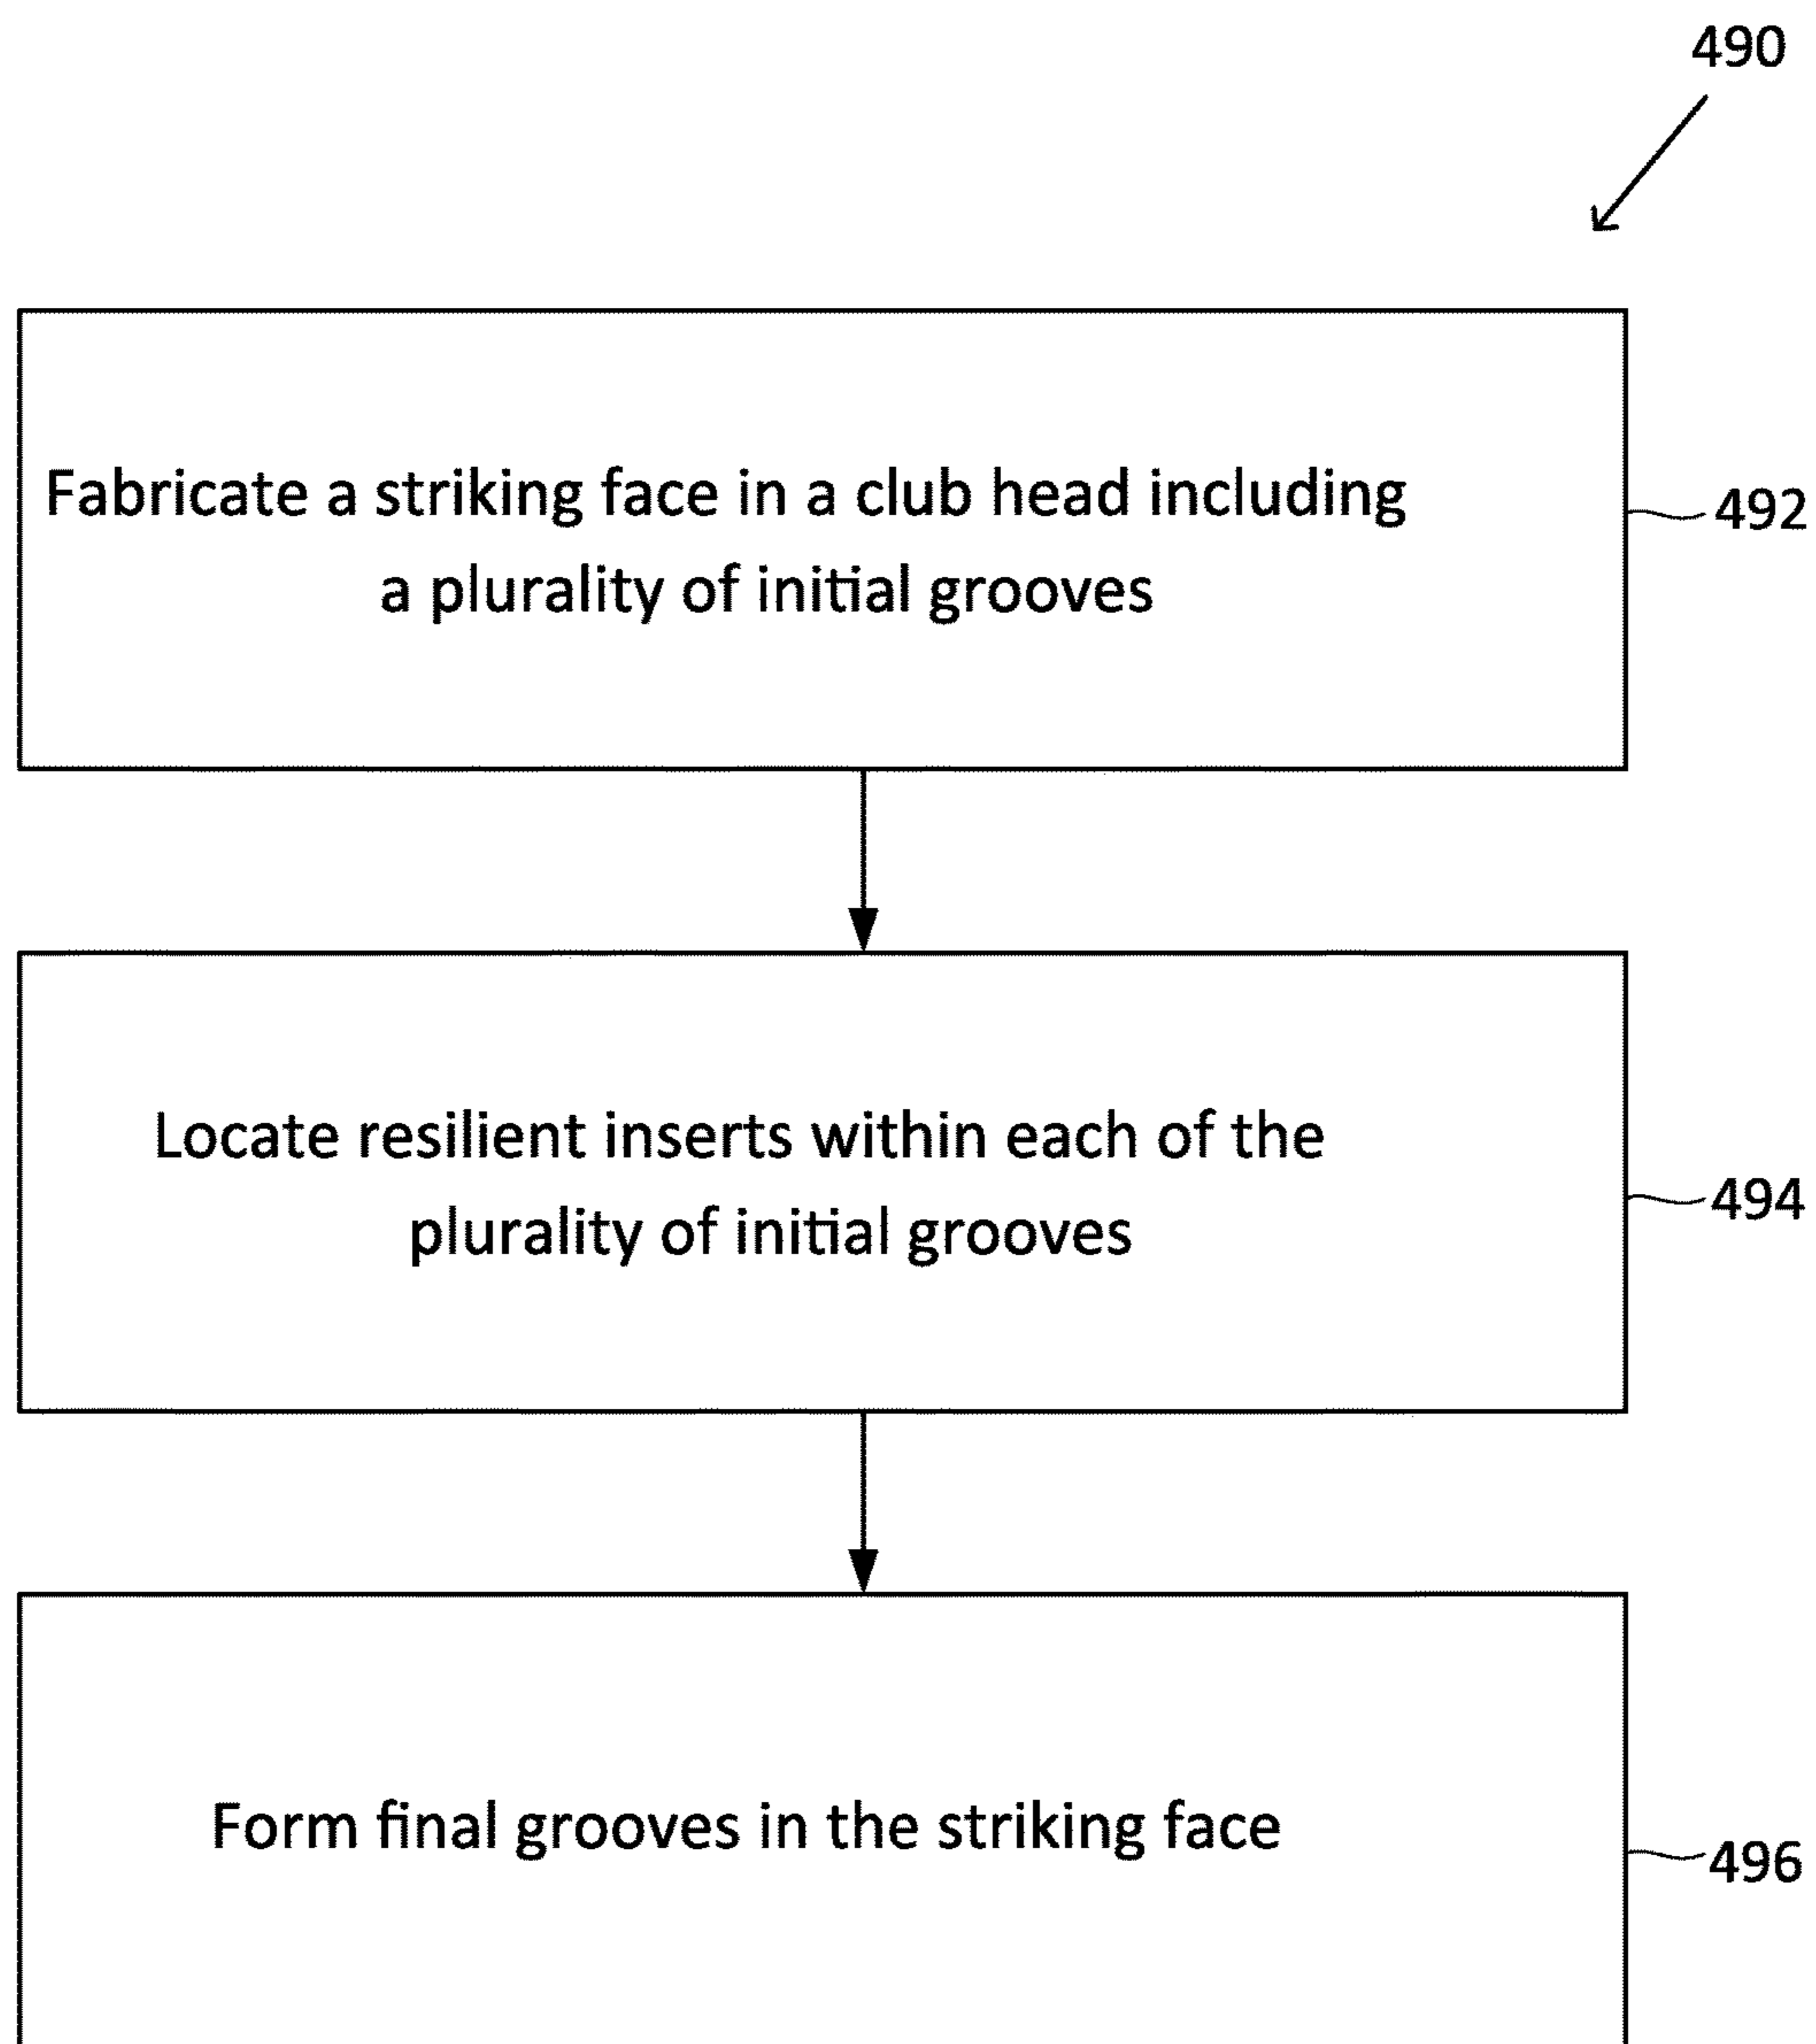 490
Fabricate a striking face in a club head including
a plurality of initial grooves
492
Locate resilient inserts within each of the
plurality of initial grooves
494
Form final grooves in the striking face
496